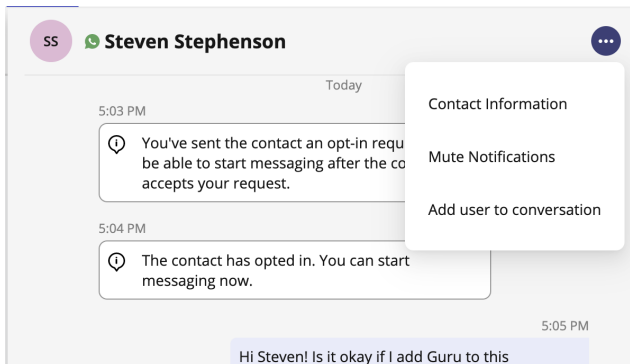 SS
Steven Stephenson
Today
Contact Information
Mute Notifications
Add user to conversation
5:03 PM
You've sent the contact an opt-in requ
be able to start messaging after the co
accepts your request.
5:04 PM
The contact has opted in. You can start
messaging now.
5:05 PM
Hi Steven! Is it okay if I add Guru to this